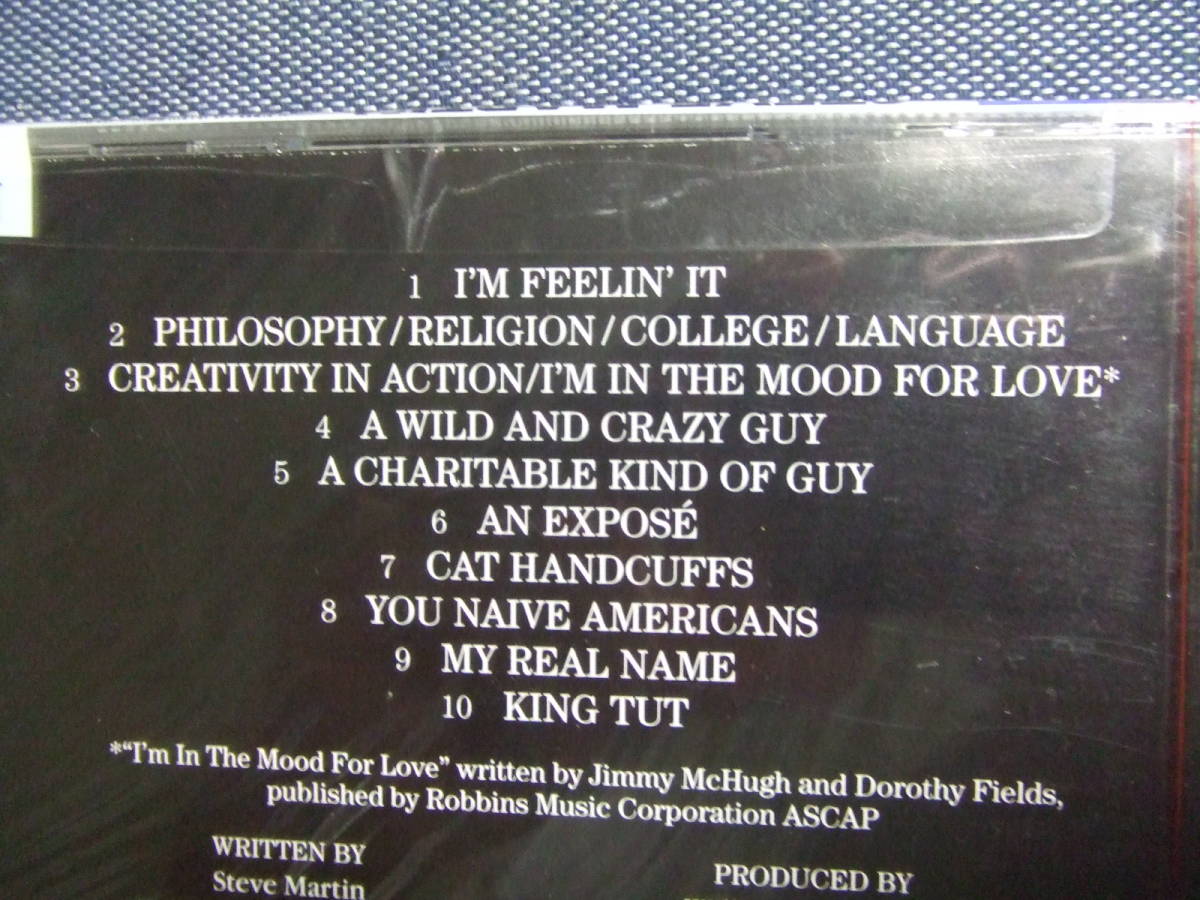 1 I'M FEELIN' IT
2 PHILOSOPHY/RELIGION/COLLEGE/LANGUAGE
3 CREATIVITY IN ACTION/I'M IN THE MOOD FOR LOVE*
4 A WILD AND CRAZY GUY
5 A CHARITABLE KIND OF GUY
6 AN EXPOSÉ
7 CAT HANDCUFFS
8 YOU NAIVE AMERICANS
9 MY REAL NAME
10 KING TUT
*“I'm In The Mood For Love” written by Jimmy McHugh and Dorothy Fields,
published by Robbins Music Corporation ASCAP
WRITTEN BY
Steve Martin
PRODUCED BY